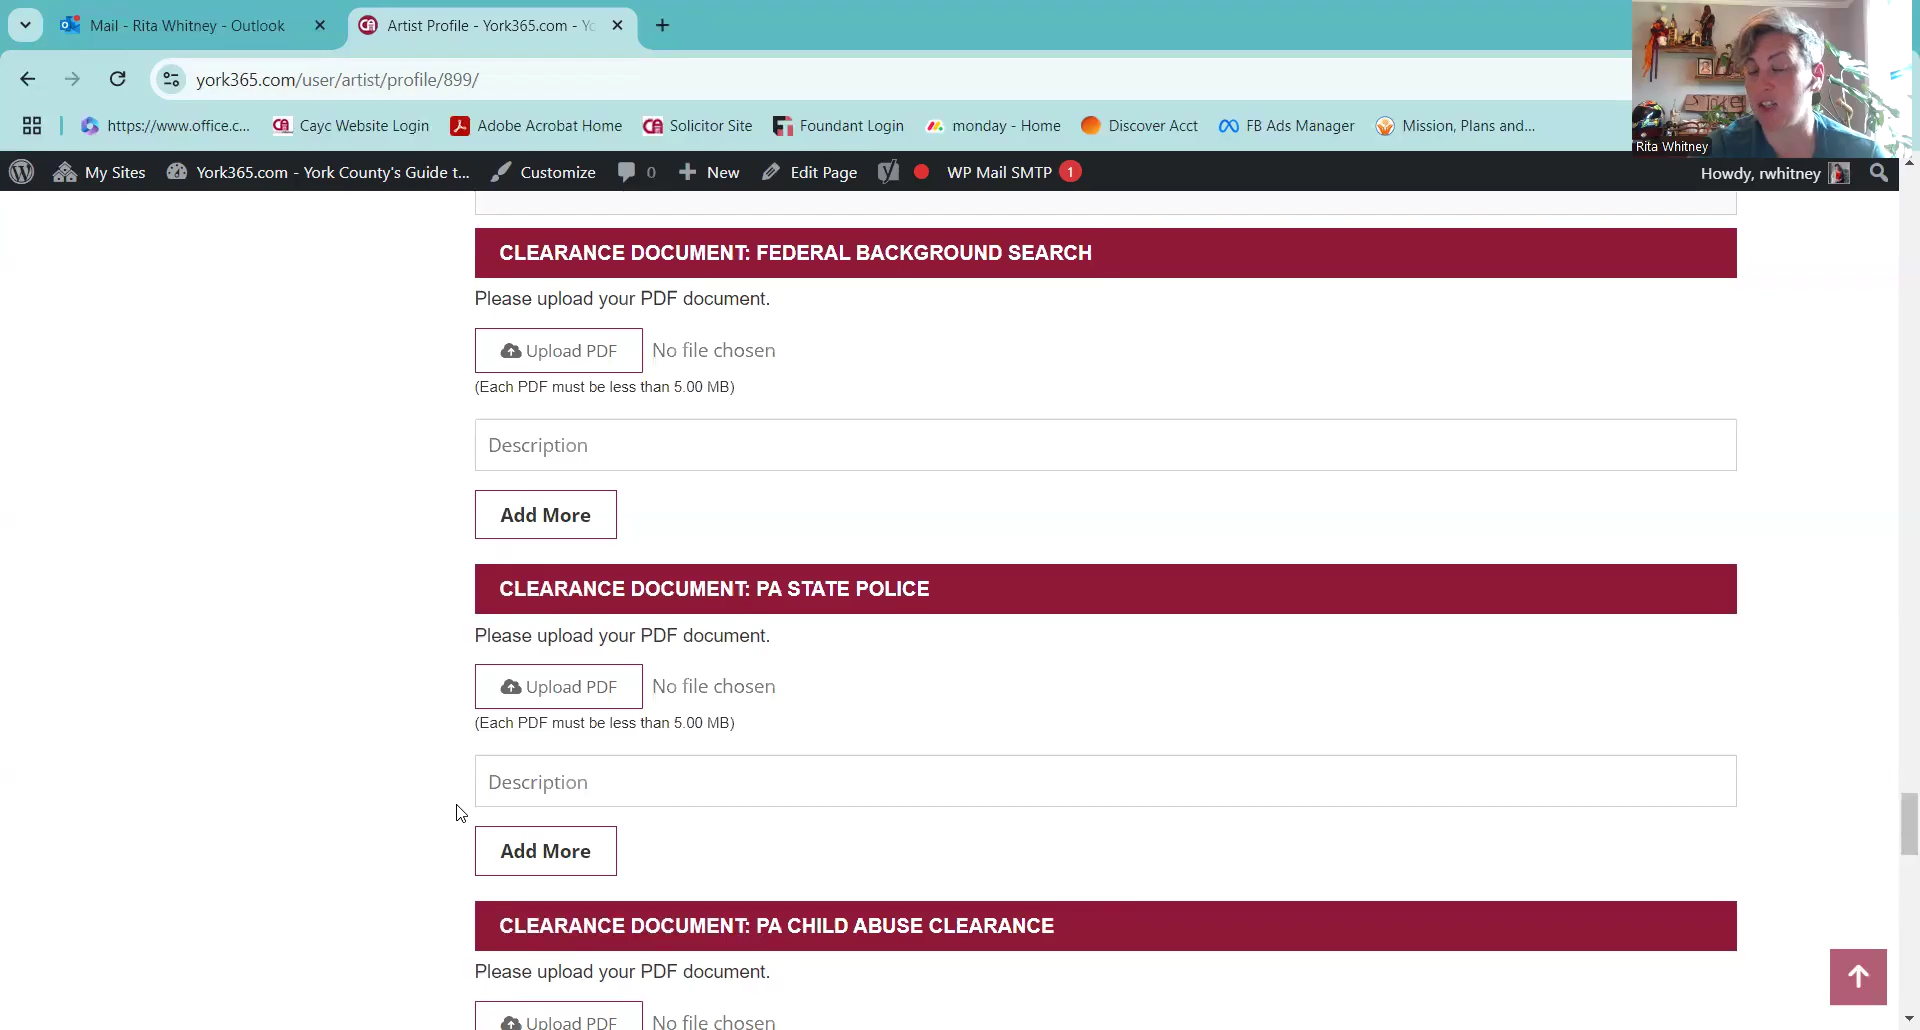 Mail - Rita Whitney - Outlook
Artist Profile - York365.com - Yo
york365.com/user/artist/profile/899/
https://www.office.c...
Cayc Website Login
Adobe Acrobat Home
Solicitor Site
Foundant Login
monday - Home
Discover Acct
FB Ads Manager
Mission, Plans and...
Rita Whitney
My Sites
York365.com - York County's Guide t...
Customize
0
New
Edit Page
WP Mail SMTP 1
Howdy, rwhitney
CLEARANCE DOCUMENT: FEDERAL BACKGROUND SEARCH
Please upload your PDF document.
Upload PDF No file chosen
(Each PDF must be less than 5.00 MB)
Description
Add More
CLEARANCE DOCUMENT: PA STATE POLICE
Please upload your PDF document.
Upload PDF No file chosen
(Each PDF must be less than 5.00 MB)
Description
Add More
CLEARANCE DOCUMENT: PA CHILD ABUSE CLEARANCE
Please upload your PDF document.
Upload PDF No file chosen